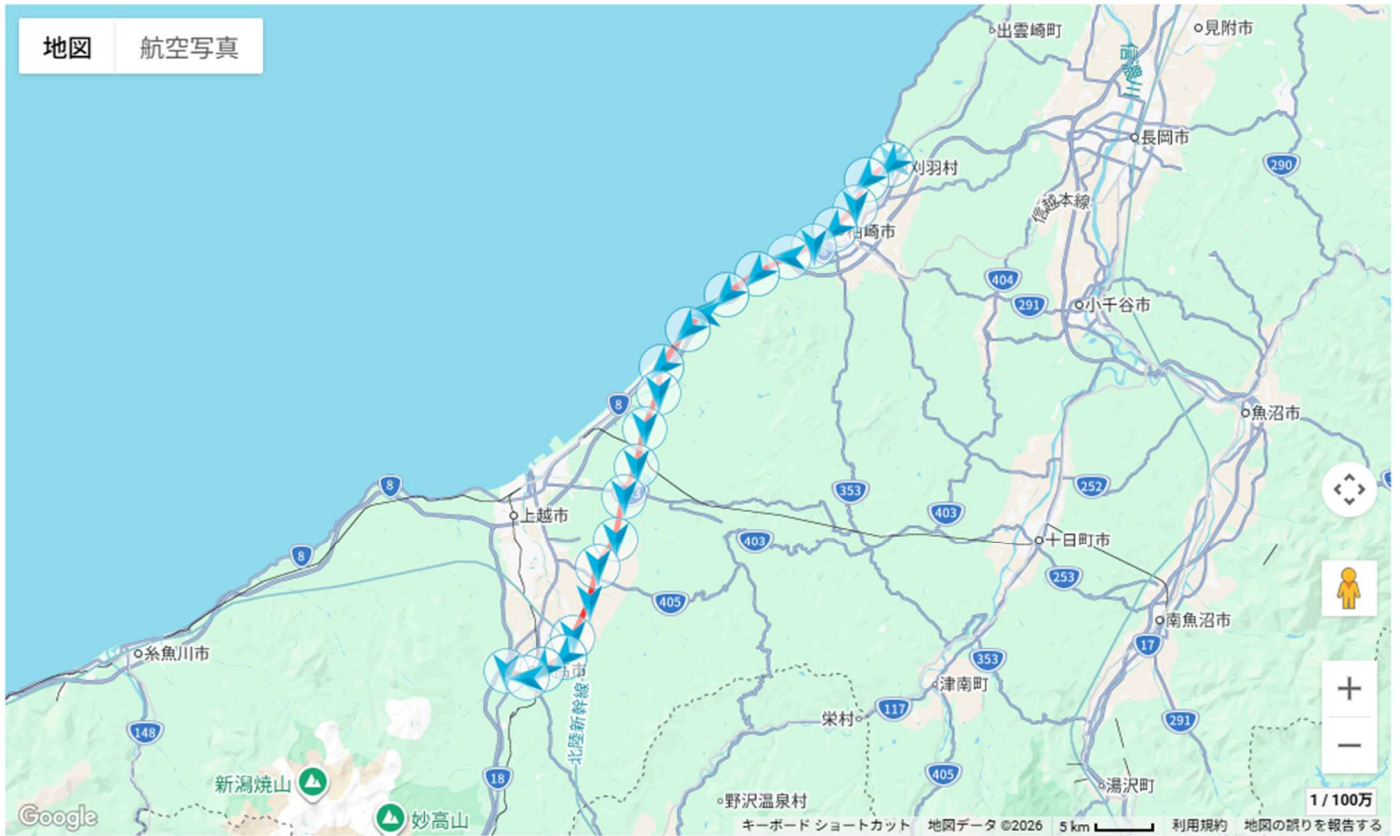 地図
航空写真
出雲崎町
見附市
信濃川
長岡市
290
刈羽村
信越本線
柏崎市
8
404
291
小千谷市
8
魚沼市
353
252
8
403
上越市
403
十日町市
8
253
405
南魚沼市
糸魚川市
353
17
津南町
北陸新幹線
117
栄村
291
148
新潟焼山
18
405
湯沢町
野沢温泉村
妙高山
1 / 100万
Google
キーボード ショートカット
地図データ ©2026
5 km
利用規約
地図の誤りを報告する